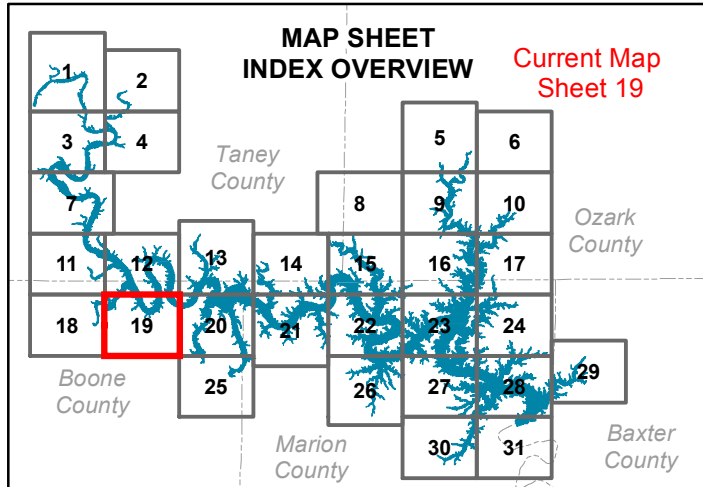 MAP SHEET
INDEX OVERVIEW
Current Map
Sheet 19
1
2
3
4
5
6
Taney
County
7
8
9
10
Ozark
County
11
12
13
14
15
16
17
18
19
20
21
22
23
24
Boone
County
25
26
27
28
29
Marion
County
30
31
Baxter
County